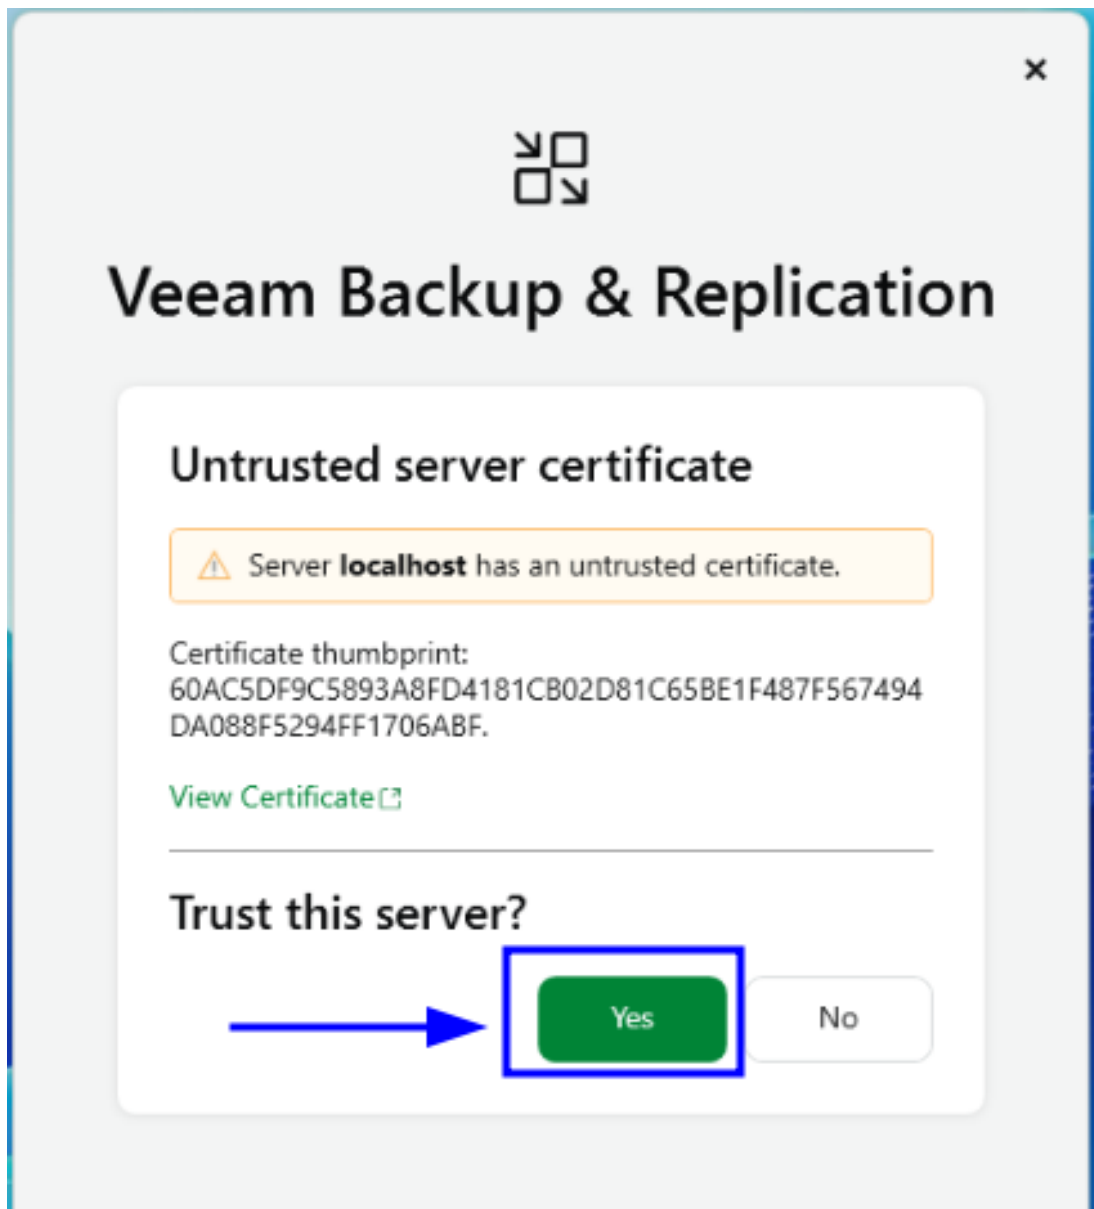 Veeam Backup & Replication
Untrusted server certificate
Server localhost has an untrusted certificate.
Certificate thumbprint:
60AC5DF9C5893A8FD4181CB02D81C65BE1F487F567494
DA088F5294FF1706ABF.
View Certificate
Trust this server?
Yes No